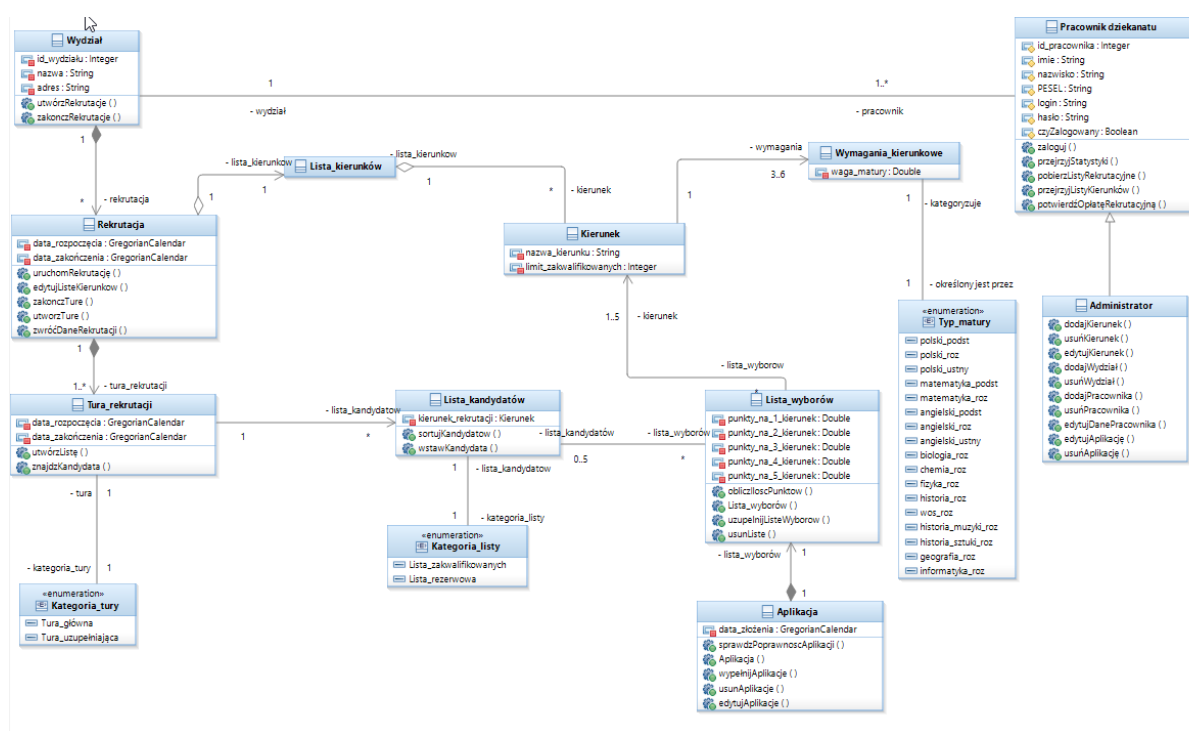 Wydział
id_wydziału : Integer
nazwa : String
adres : String
utwórzRekrutacje ( )
zakonczRekrutacje ( )
1
1..*
- wydział
- pracownik
Pracownik dziekanatu
id_pracownika : Integer
imie : String
nazwisko : String
PESEL : String
login : String
hasło : String
czyZalogowany : Boolean
zaloguj ( )
przejrzyjStatystyki ( )
pobierzListyRekrutacyjne ( )
przejrzyjListyKierunków ( )
potwierdźOpłatęRekrutacyjną ( )
1
* - rekrutacja
- lista_kierunków
1
1
Lista_kierunków
- lista_kierunkow
1
* - kierunek
- wymagania
3..6
1
Wymagania_kierunkowe
waga_matury : Double
1 - kategoryzuje
1 - określony jest przez
Rekrutacja
data_rozpoczęcia : GregorianCalendar
data_zakończenia : GregorianCalendar
uruchomRekrutację ( )
edytujListeKierunkow ( )
zakonczTure ( )
utworzTure ( )
zwróćDaneRekrutacji ( )
Kierunek
nazwa_kierunku : String
limit_zakwalifikowanych : Integer
1..5 - kierunek
- lista_wyborow
*
«enumeration»
Typ_matury
polski_podst
polski_roz
polski_ustny
matematyka_podst
matematyka_roz
angielski_podst
angielski_roz
angielski_ustny
biologia_roz
chemia_roz
fizyka_roz
historia_roz
wos_roz
historia_muzyki_roz
historia_sztuki_roz
geografia_roz
informatyka_roz
Administrator
dodajKierunek ( )
usuńKierunek ( )
edytujKierunek ( )
dodajWydział ( )
usuńWydział ( )
dodajPracownika ( )
usuńPracownika ( )
edytujDanePracownika ( )
edytujAplikację ( )
usuńAplikację ( )
1
1..* - tura_rekrutacji
Tura_rekrutacji
data_rozpoczęcia : GregorianCalendar
data_zakończenia : GregorianCalendar
utwórzListę ( )
znajdzKandydata ( )
1
- lista_kandydatow
*
Lista_kandydatów
kierunek_rekrutacji : Kierunek
sortujKandydatow ( )
wstawKandydata ( )
- lista_kandydatów
0..5
- lista_wyborów
*
Lista_wyborów
punkty_na_1_kierunek : Double
punkty_na_2_kierunek : Double
punkty_na_3_kierunek : Double
punkty_na_4_kierunek : Double
punkty_na_5_kierunek : Double
obliczIloscPunktow ( )
Lista_wyborów ( )
uzupelnijListeWyborow ( )
usunListe ( )
- tura 1
- kategoria_tury 1
«enumeration»
Kategoria_tury
Tura_główna
Tura_uzupełniająca
1 - lista_kandydatow
1 - kategoria_listy
«enumeration»
Kategoria_listy
Lista_zakwalifikowanych
Lista_rezerwowa
- lista_wyborów 1
1
Aplikacja
data_złożenia : GregorianCalendar
sprawdzPoprawnoscAplikacji ( )
Aplikacja ( )
wypełnijAplikacje ( )
usunAplikacje ( )
edytujAplikacje ( )